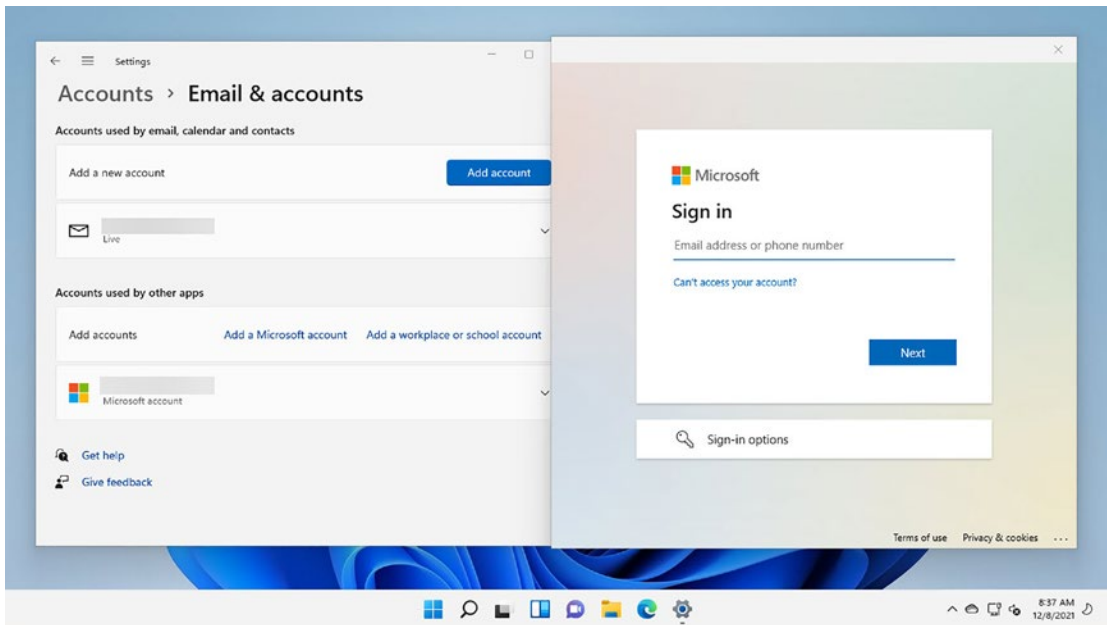 Settings
Accounts > Email & accounts
Accounts used by email, calendar and contacts
Add a new account
Add account
Live
Accounts used by other apps
Add accounts Add a Microsoft account Add a workplace or school account
Microsoft account
Get help
Give feedback
Microsoft
Sign in
Email address or phone number
Can't access your account?
Next
Sign-in options
Terms of use Privacy & cookies ...
8:37 AM
12/8/2021